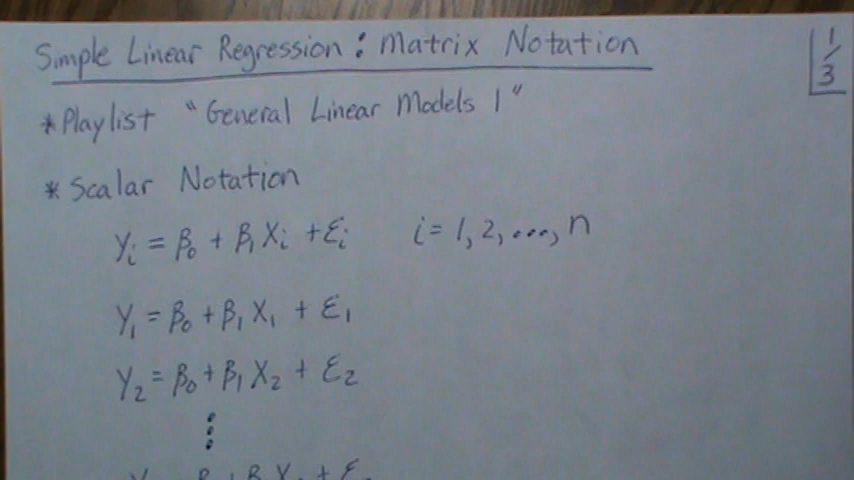 Simple Linear Regression: Matrix Notation
1/3
*Playlist "General Linear Models 1"
*Scalar Notation
Yᵢ = β₀ + β₁Xᵢ + εᵢ i = 1, 2, ..., n
Y₁ = β₀ + β₁X₁ + ε₁
Y₂ = β₀ + β₁X₂ + ε₂
⋮